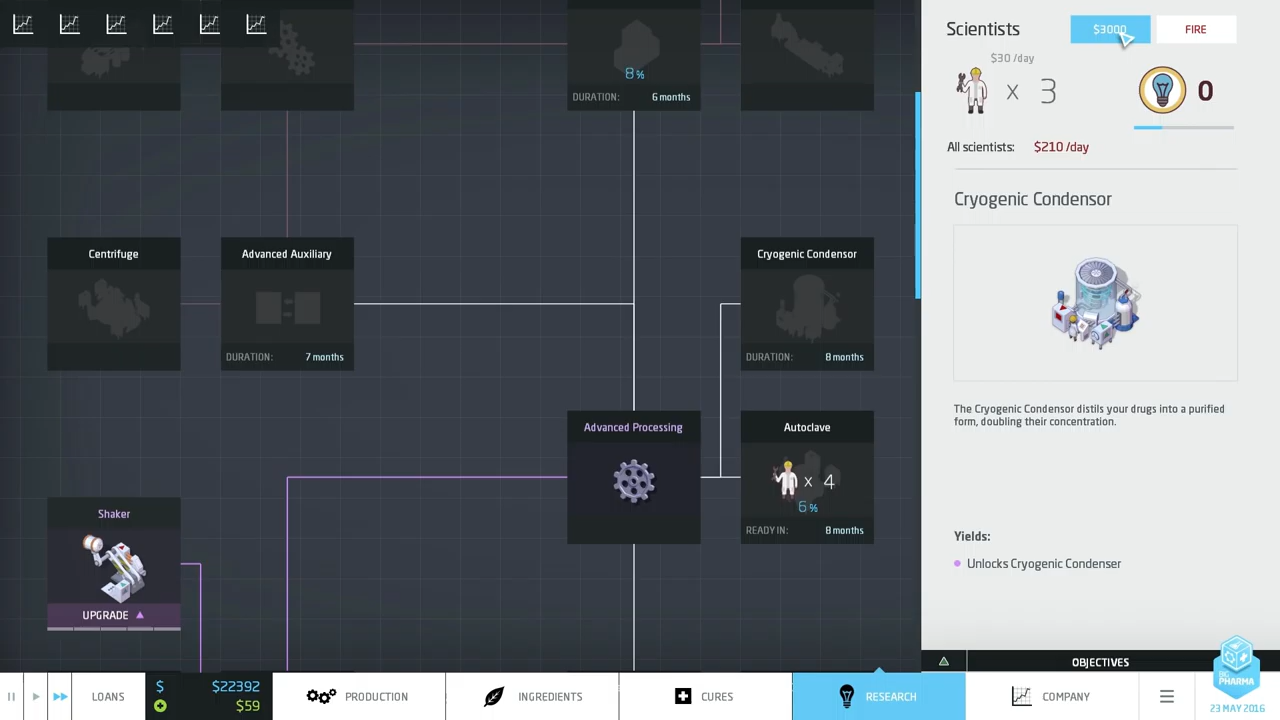 8%
DURATION: 6 months
Centrifuge
Advanced Auxiliary
DURATION: 7 months
Cryogenic Condensor
DURATION: 8 months
Advanced Processing
Autoclave
x 4
6%
READY IN: 8 months
Shaker
UPGRADE
Scientists
$3000
FIRE
$30 /day
x 3
0
All scientists: $210 /day
Cryogenic Condensor
The Cryogenic Condensor distils your drugs into a purified
form, doubling their concentration.
Yields:
Unlocks Cryogenic Condenser
OBJECTIVES
LOANS
$ $22392
$59
PRODUCTION
INGREDIENTS
CURES
RESEARCH
COMPANY
BIG PHARMA
23 MAY 2016